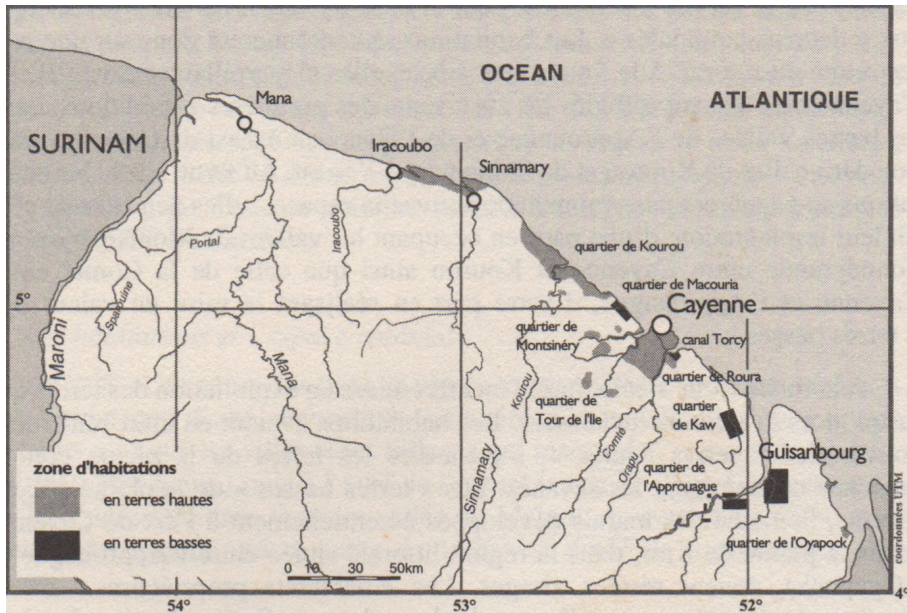 OCEAN
ATLANTIQUE
SURINAM
Mana
Iracoubo
Sinnamary
Iracoubo
Portal
Sparouine
quartier de Kourou
5°
quartier de Macouria
Cayenne
Maroni
Mana
quartier de
Montsinéry
canal Torcy
Kourou
quartier de Roura
quartier de
Tour de l'Ile
quartier
de Kaw
Comté
Orapu
Guisanbourg
Sinnamary
quartier de
l'Approuague
zone d'habitations
en terres hautes
en terres basses
quartier de l'Oyapock
coordonnées UTM
0 10 30 50km
54°
53°
52°
4°